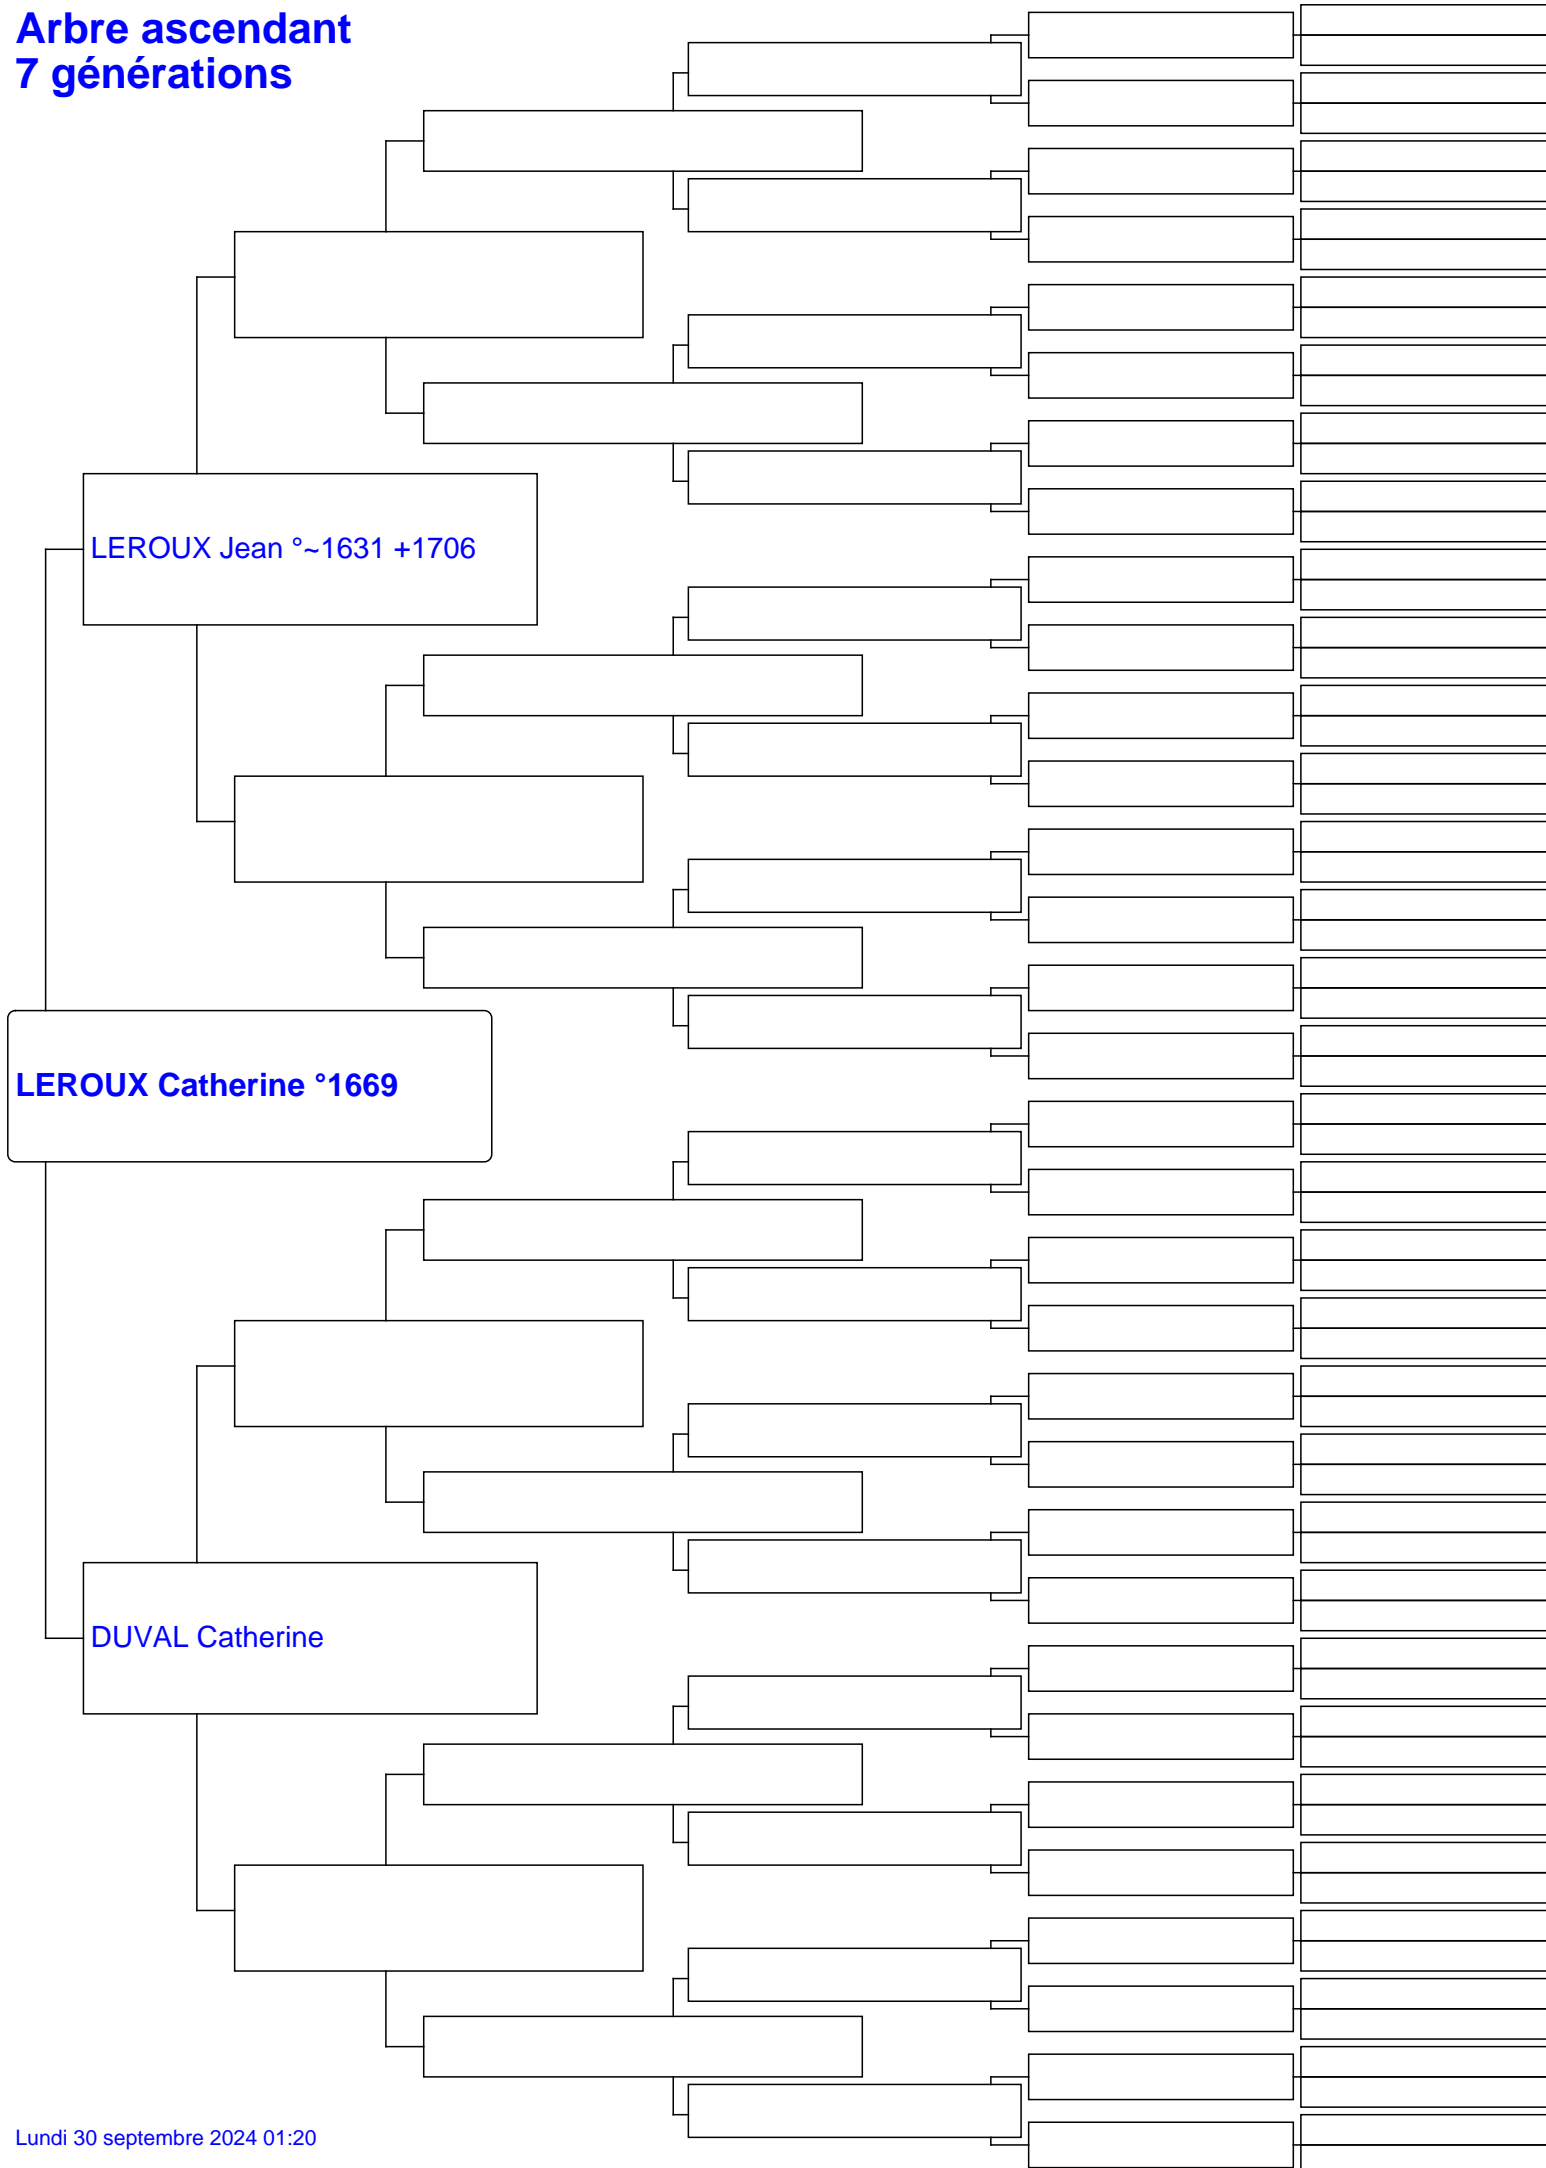 Arbre ascendant
7 générations
LEROUX Jean °~1631 +1706
LEROUX Catherine °1669
DUVAL Catherine
Lundi 30 septembre 2024 01:20